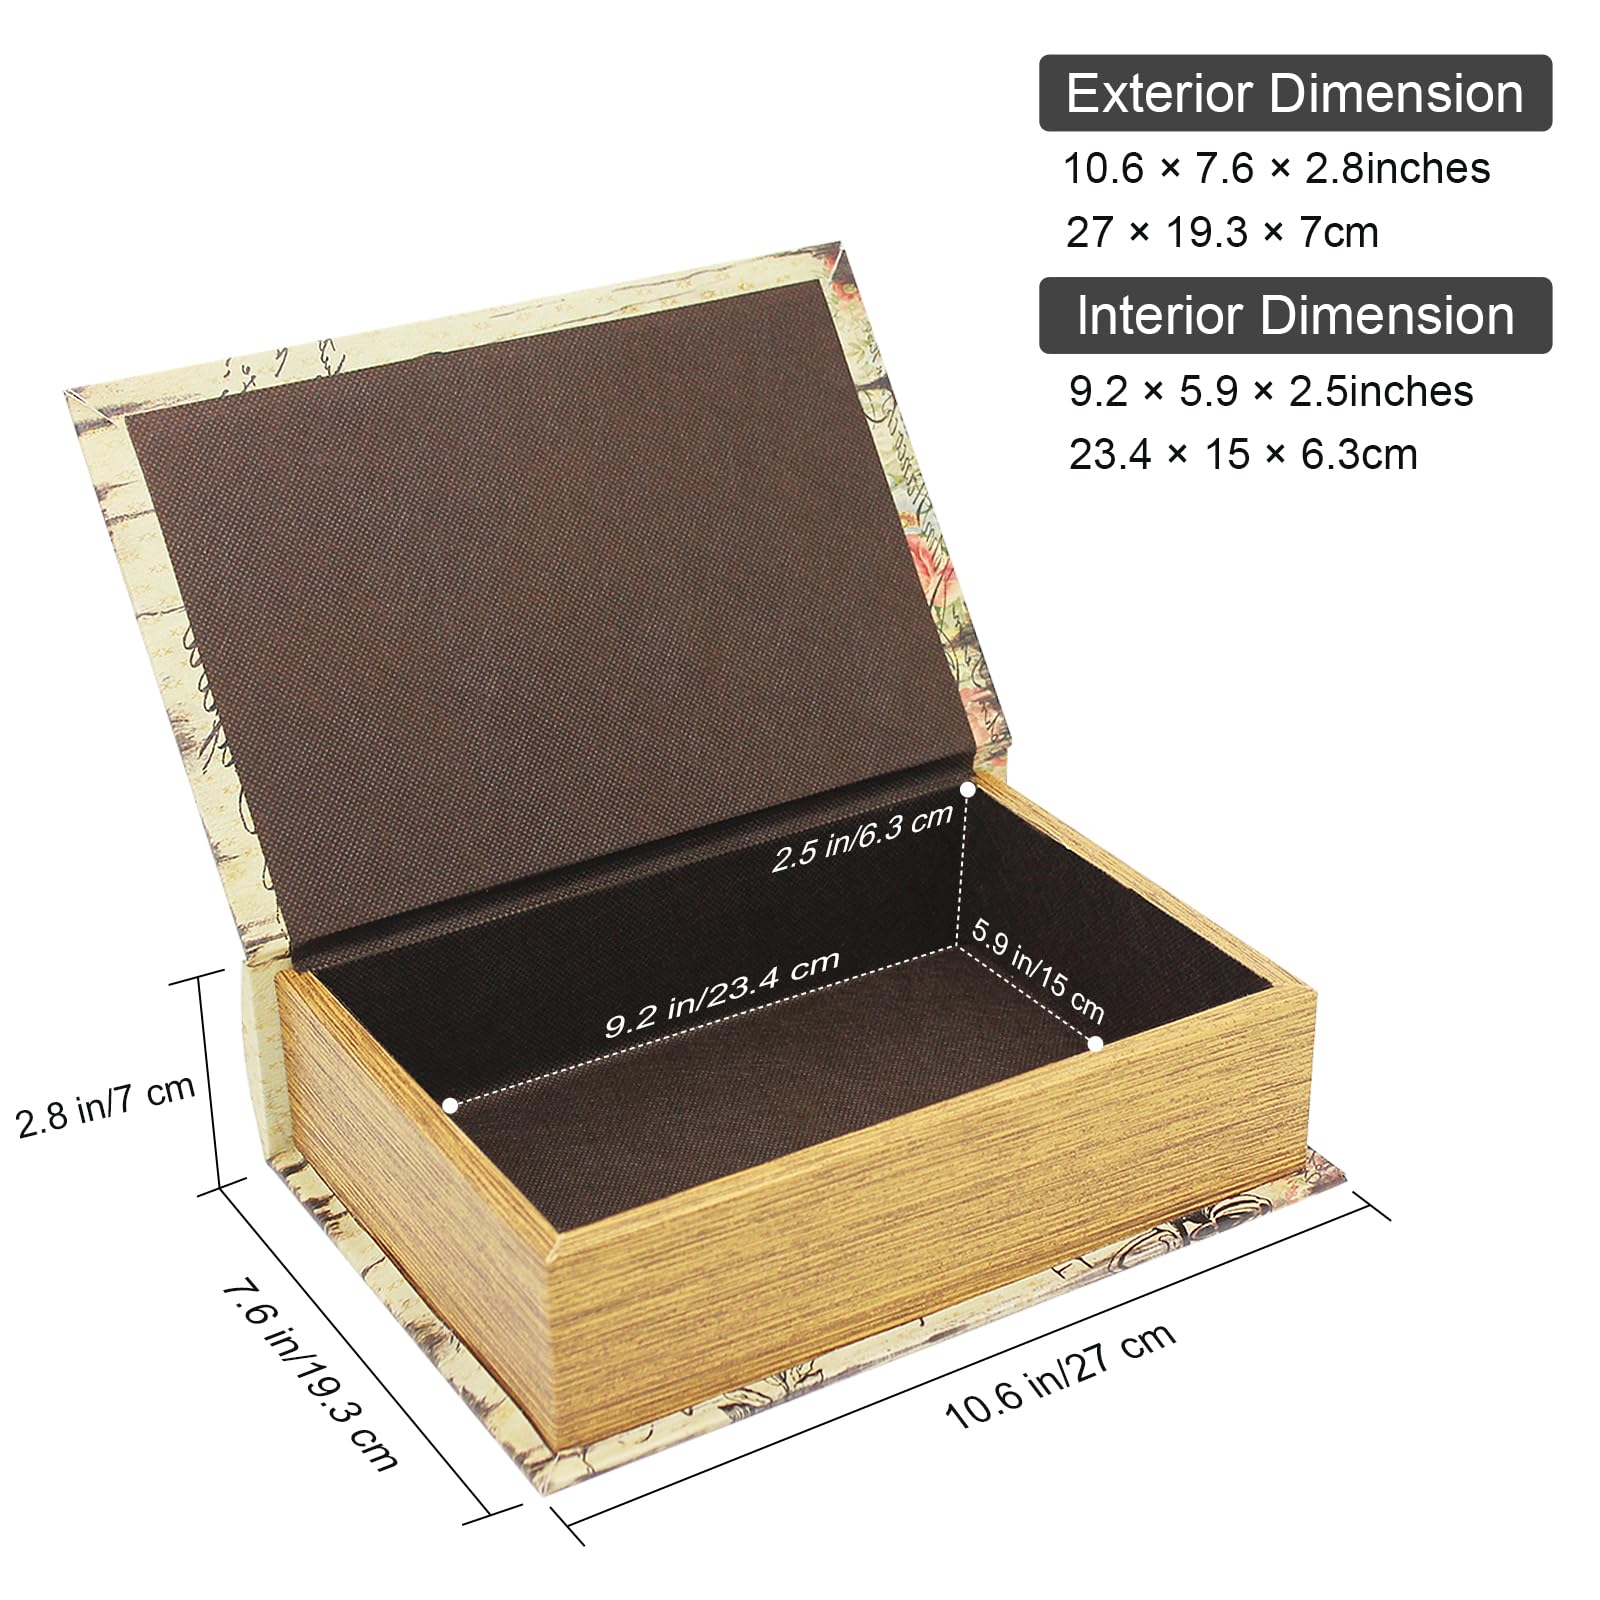 Exterior Dimension
10.6 × 7.6 × 2.8inches
27 × 19.3 × 7cm
Interior Dimension
9.2 × 5.9 × 2.5inches
23.4 × 15 × 6.3cm
2.5 in/6.3 cm
5.9 in/15 cm
9.2 in/23.4 cm
2.8 in/7 cm
7.6 in/19.3 cm
10.6 in/27 cm